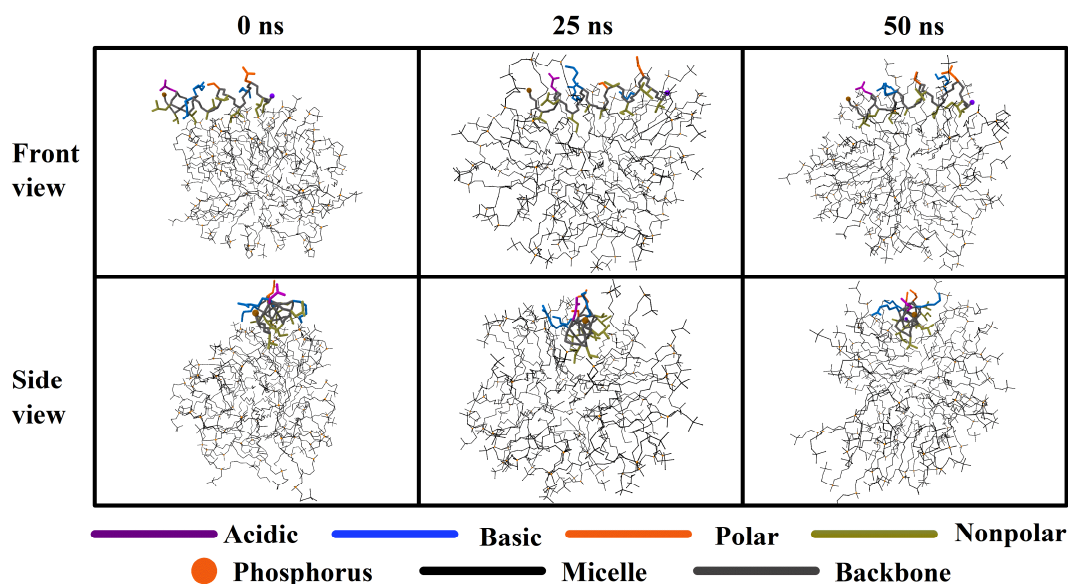 0 ns 25 ns 50 ns
Front
view
Side
view
Acidic Basic Polar Nonpolar
Phosphorus Micelle Backbone